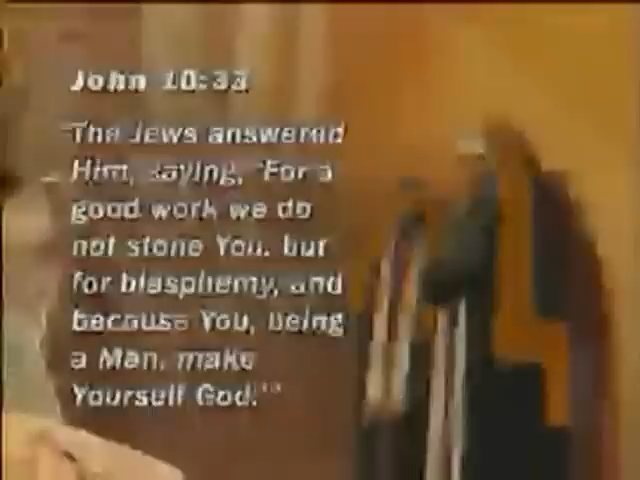 John 10:33
"The Jews answered
Him, saying, "For a
good work we do
not stone You, but
for blasphemy, and
because You, being
a Man, make
Yourself God.'"